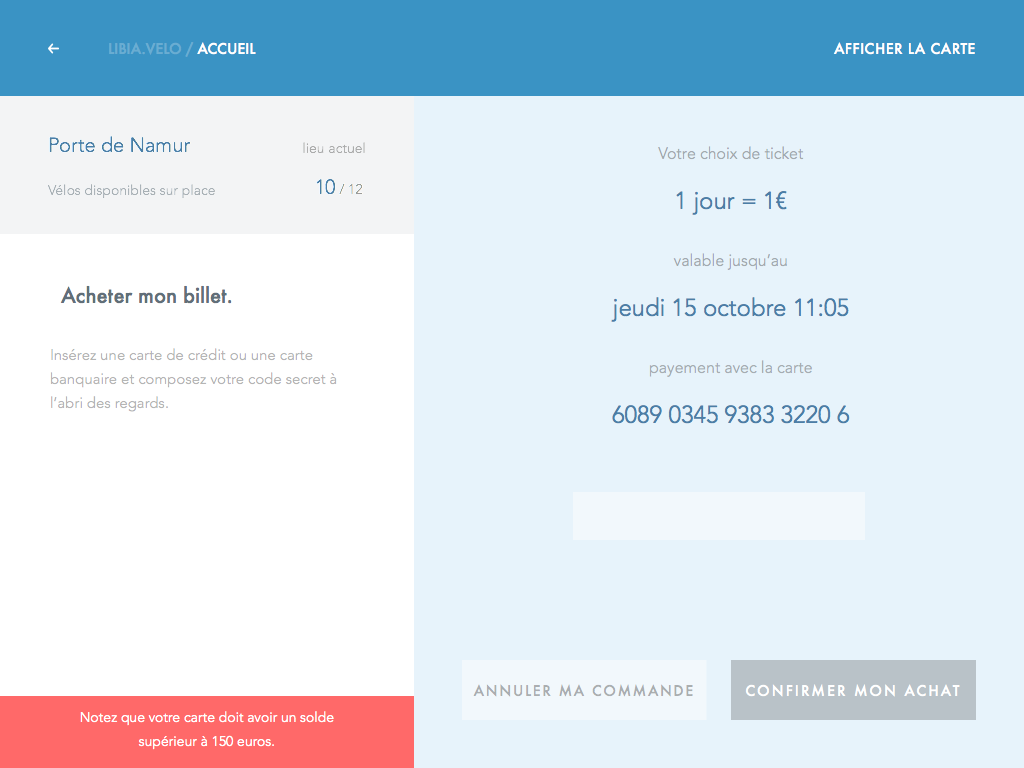 ← LIBIA.VELO / ACCUEIL
AFFICHER LA CARTE
Porte de Namur
lieu actuel
Vélos disponibles sur place
10 / 12
Acheter mon billet.
Insérez une carte de crédit ou une carte
banquaire et composez votre code secret à
l'abri des regards.
Notez que votre carte doit avoir un solde
supérieur à 150 euros.
Votre choix de ticket
1 jour = 1€
valable jusqu'au
jeudi 15 octobre 11:05
payement avec la carte
6089 0345 9383 3220 6
ANNULER MA COMMANDE
CONFIRMER MON ACHAT